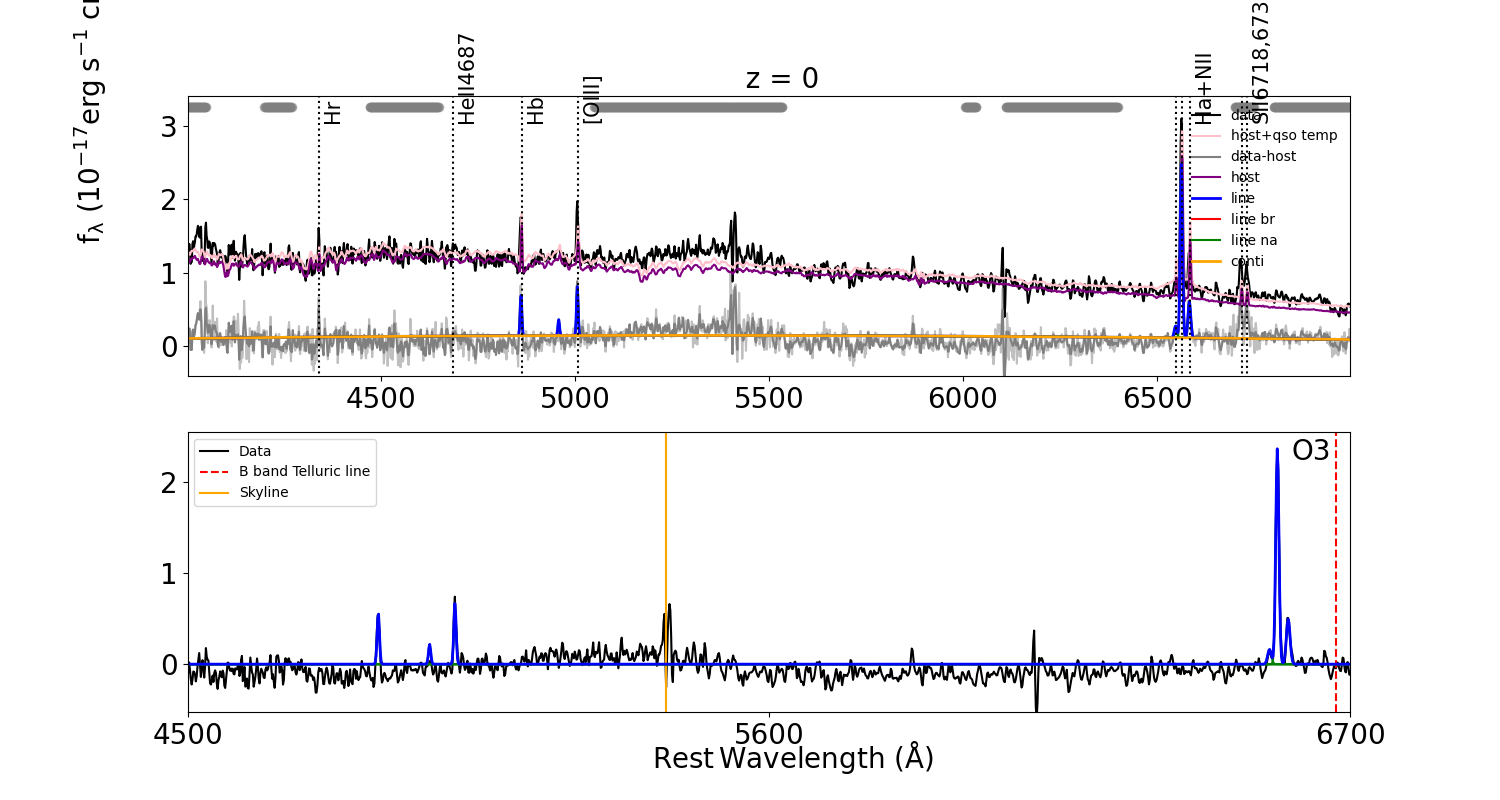 z = 0
f_λ (10^−17 erg s^−1 c
Hr
HeII4687
Hb
[OIII]
Ha+NII
SII6718,673
data
host+qso temp
data-host
host
line
line br
line na
conti
3
2
1
0
4500 5000 5500 6000 6500
Data
B band Telluric line
Skyline
O3
2
1
0
4500 5600 6700
Rest Wavelength (Å)